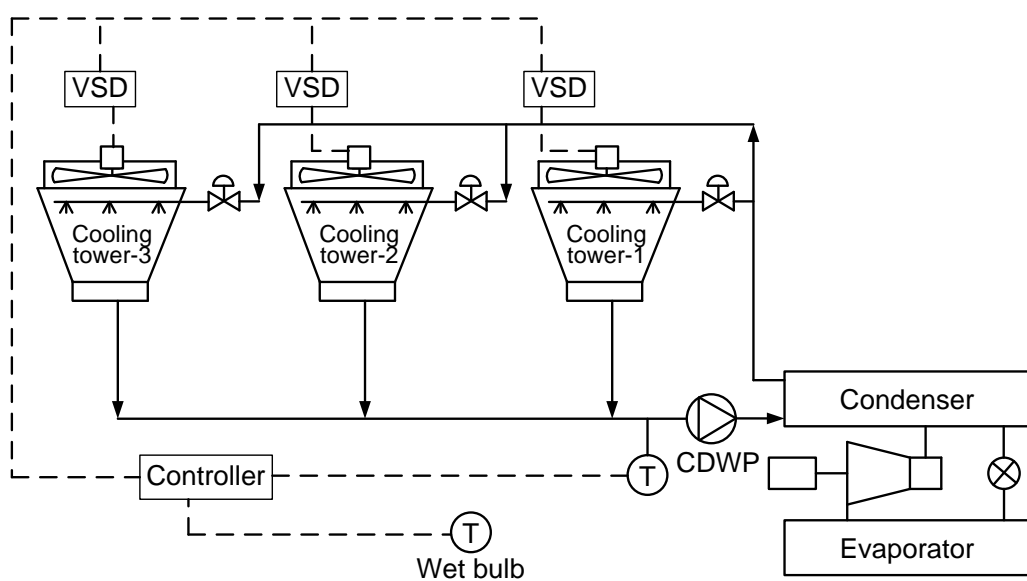 VSD
VSD
VSD
Cooling
tower-3
Cooling
tower-2
Cooling
tower-1
Condenser
CDWP
Controller
T
T
Wet bulb
Evaporator